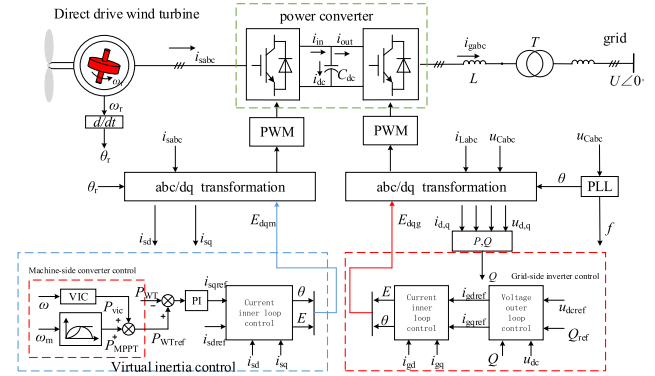 Direct drive wind turbine
power converter
grid
i_sabc
i_in
i_out
i_dc
C_dc
i_gabc
L
T
U∠0
ω_r
ω_r
d/dt
θ_r
PWM
PWM
i_sabc
i_Labc
u_Cabc
u_Cabc
θ_r
abc/dq transformation
abc/dq transformation
θ
PLL
i_sd
i_sq
E_dqm
E_dqg
i_d,q
u_d,q
f
P,Q
Q
Machine-side converter control
Grid-side inverter control
ω
VIC
P_vic
P_WT
PI
i_sqref
i_sdref
Current
inner loop
control
θ
E
ω_m
P_MPPT
P_WTref
i_sd
i_sq
Virtual inertia control
E
θ
Current
inner
loop
control
i_gdref
i_gqref
Voltage
outer
loop
control
u_dcref
Q_ref
i_gd
i_gq
Q
u_dc